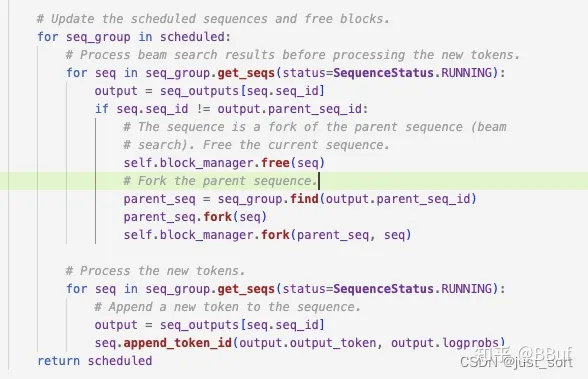 # Update the scheduled sequences and free blocks.
for seq_group in scheduled:
    # Process beam search results before processing the new tokens.
    for seq in seq_group.get_seqs(status=SequenceStatus.RUNNING):
        output = seq_outputs[seq.seq_id]
        if seq.seq_id != output.parent_seq_id:
            # The sequence is a fork of the parent sequence (beam
            # search). Free the current sequence.
            self.block_manager.free(seq)
            # Fork the parent sequence.
            parent_seq = seq_group.find(output.parent_seq_id)
            parent_seq.fork(seq)
            self.block_manager.fork(parent_seq, seq)

    # Process the new tokens.
    for seq in seq_group.get_seqs(status=SequenceStatus.RUNNING):
        # Append a new token to the sequence.
        output = seq_outputs[seq.seq_id]
        seq.append_token_id(output.output_token, output.logprobs)
return scheduled
知乎 @BBuf
CSDN @just_sort